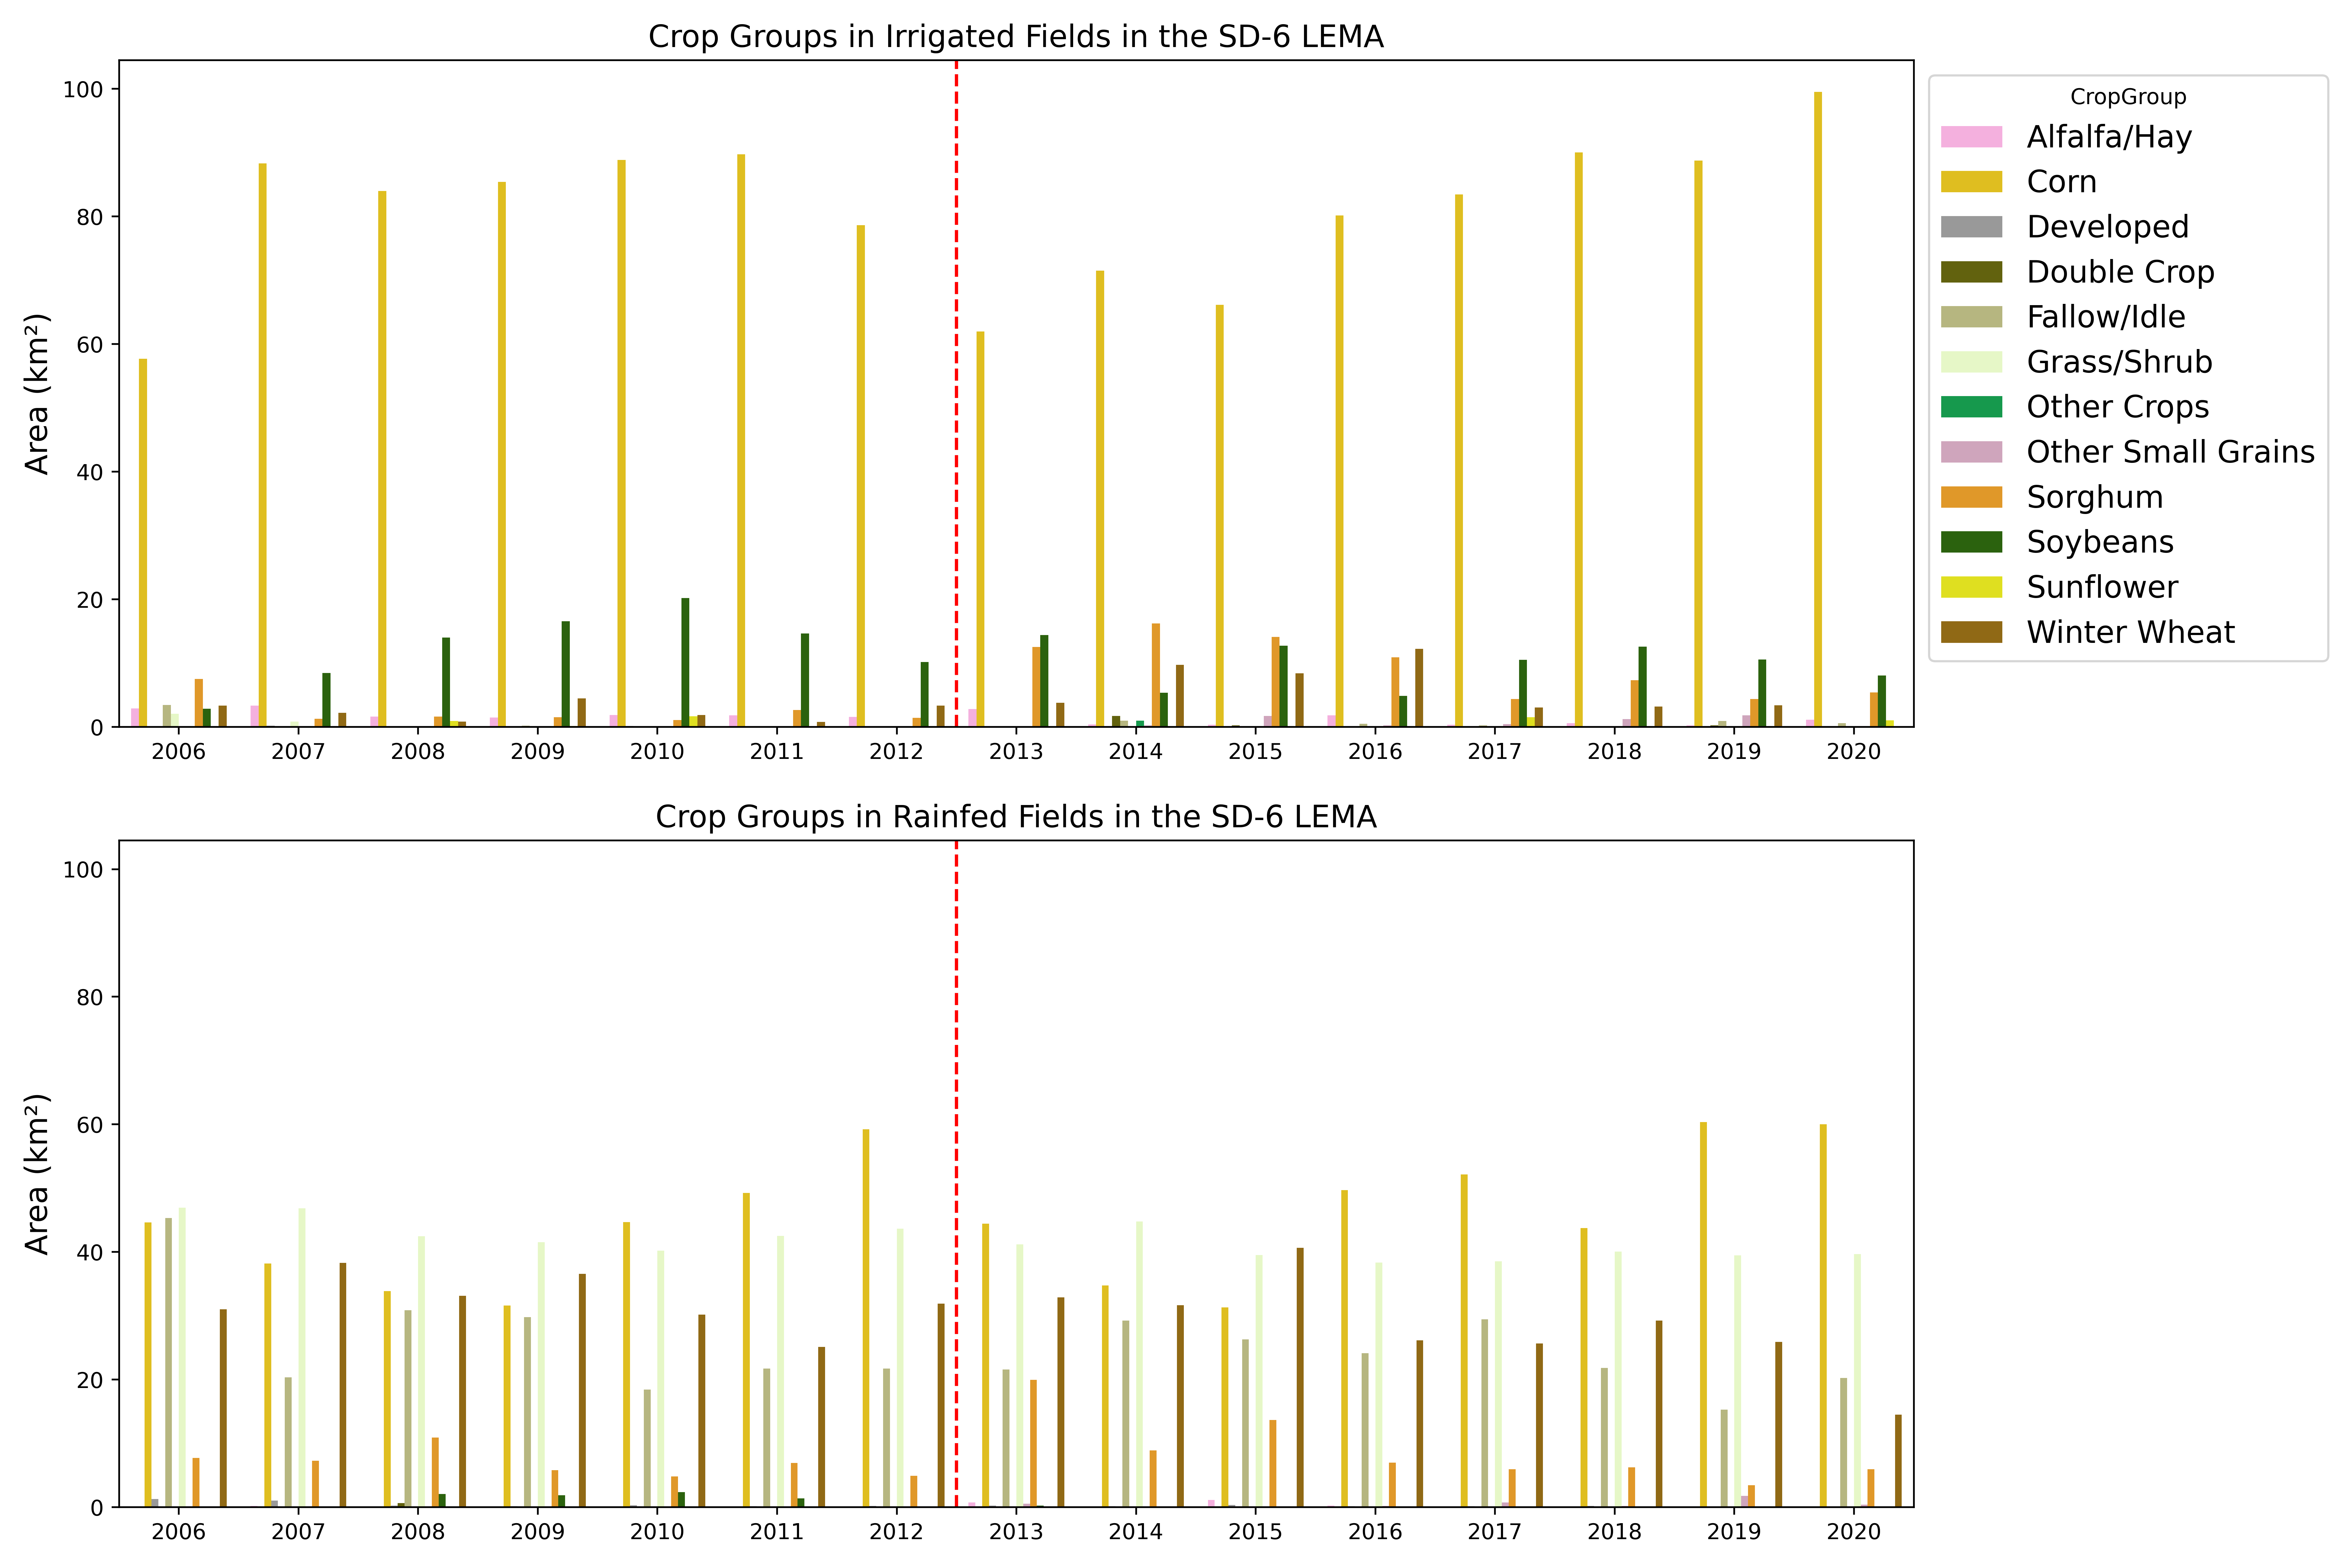 Crop Groups in Irrigated Fields in the SD-6 LEMA
Area (km²)
100
80
60
40
20
0
2006 2007 2008 2009 2010 2011 2012 2013 2014 2015 2016 2017 2018 2019 2020
CropGroup
Alfalfa/Hay
Corn
Developed
Double Crop
Fallow/Idle
Grass/Shrub
Other Crops
Other Small Grains
Sorghum
Soybeans
Sunflower
Winter Wheat
Crop Groups in Rainfed Fields in the SD-6 LEMA
Area (km²)
100
80
60
40
20
0
2006 2007 2008 2009 2010 2011 2012 2013 2014 2015 2016 2017 2018 2019 2020